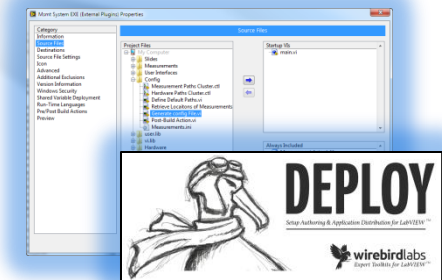 Msmt System EXE (External Plugins) Properties
Category
Information
Source Files
Destinations
Source File Settings
Icon
Advanced
Additional Exclusions
Version Information
Windows Security
Shared Variable Deployment
Run-Time Languages
Pre/Post Build Actions
Preview
Source Files
Project Files
My Computer
Slides
Measurements
User Interfaces
Config
Measurement Paths Cluster.ctl
Hardware Paths Cluster.ctl
Define Default Paths.vi
Retrieve Locations of Measurements
Generate Config File.vi
Post-Build Action.vi
Measurements.ini
user.lib
vi.lib
Hardware
Startup VIs
main.vi
Always Included
DEPLOY
Setup Authoring & Application Distribution for LabVIEW™
wirebirdlabs
Expert Toolkits for LabVIEW™